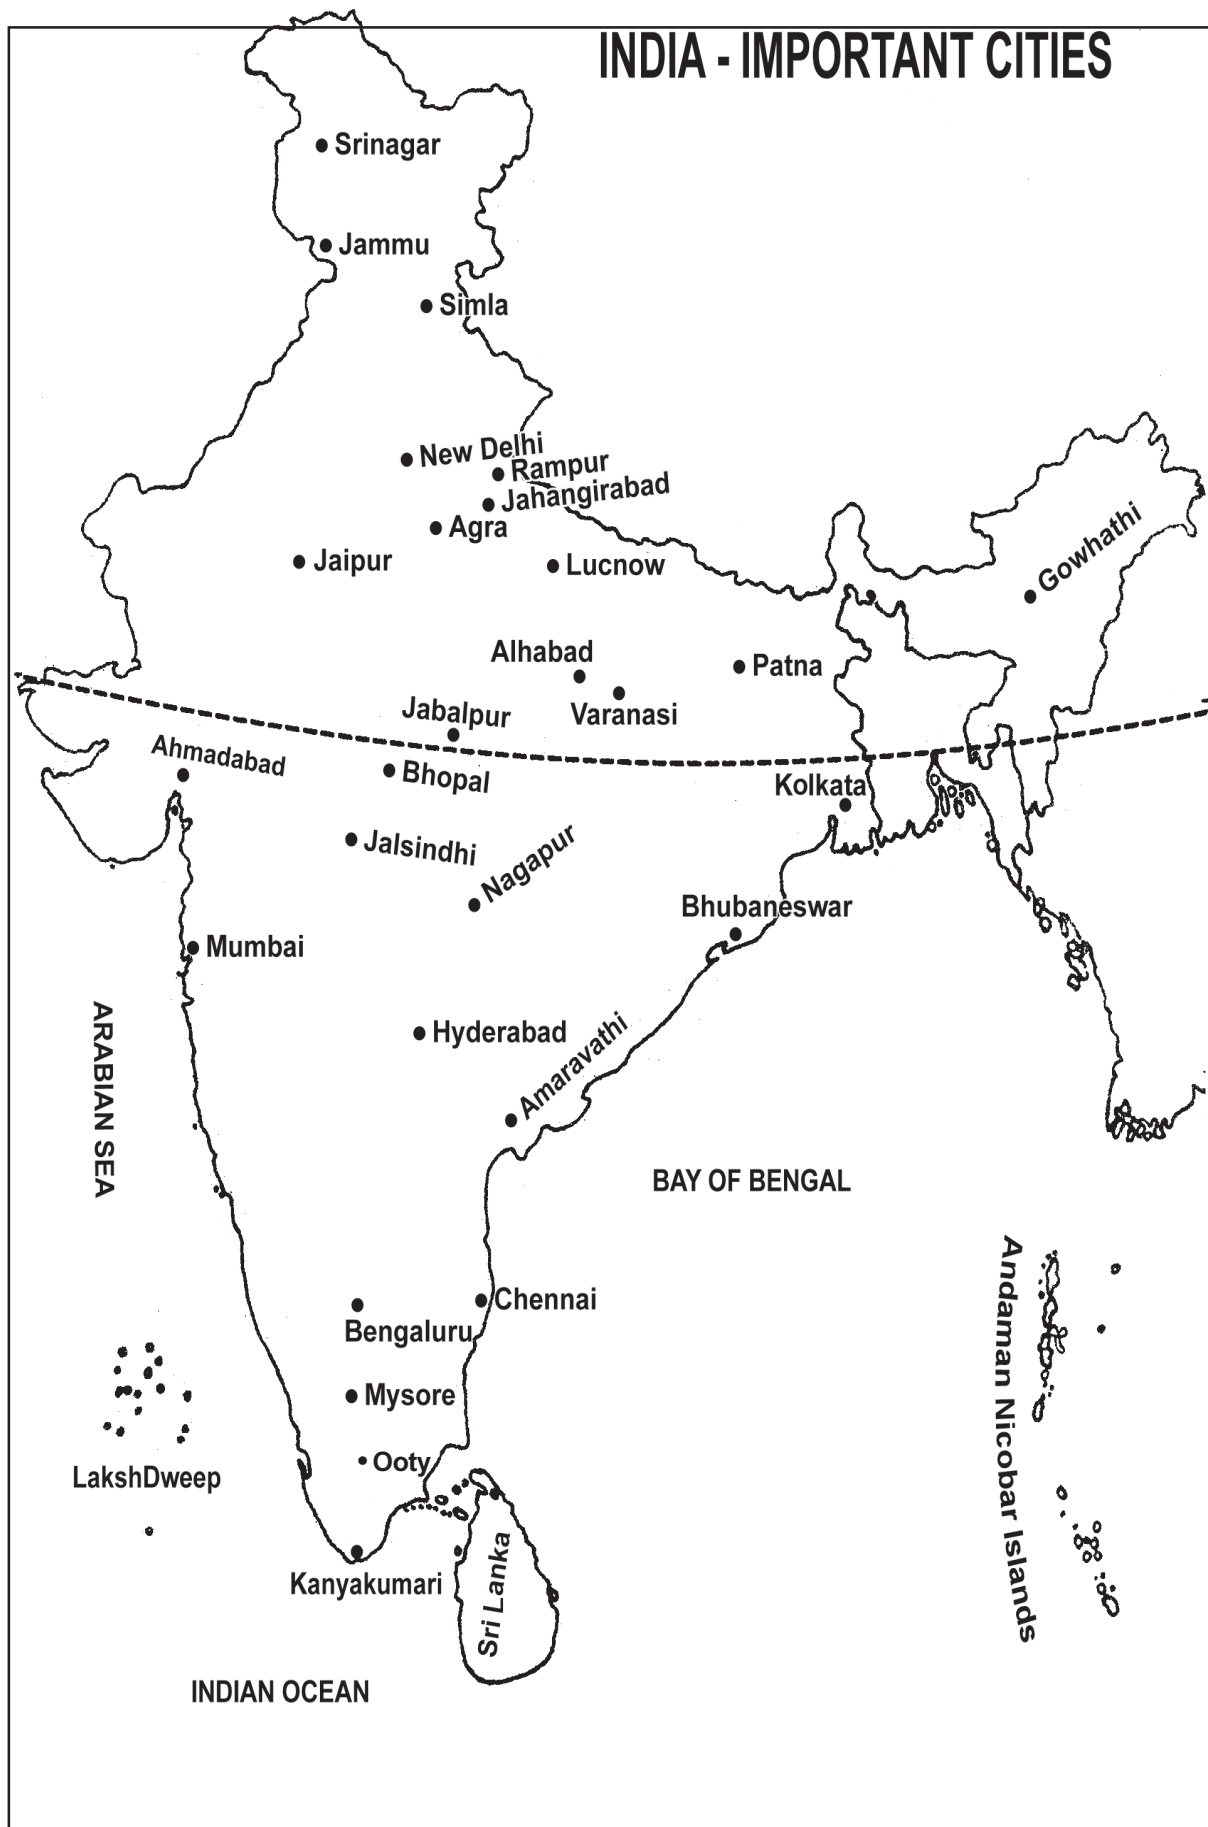 INDIA - IMPORTANT CITIES
Srinagar
Jammu
Simla
New Delhi
Rampur
Jahangirabad
Agra
Jaipur
Lucnow
Gowhathi
Alhabad
Patna
Varanasi
Jabalpur
Ahmadabad
Bhopal
Kolkata
Jalsindhi
Nagapur
Bhubaneswar
Mumbai
ARABIAN SEA
Hyderabad
Amaravathi
BAY OF BENGAL
Andaman Nicobar Islands
Chennai
Bengaluru
Mysore
Ooty
LakshDweep
Sri Lanka
Kanyakumari
INDIAN OCEAN